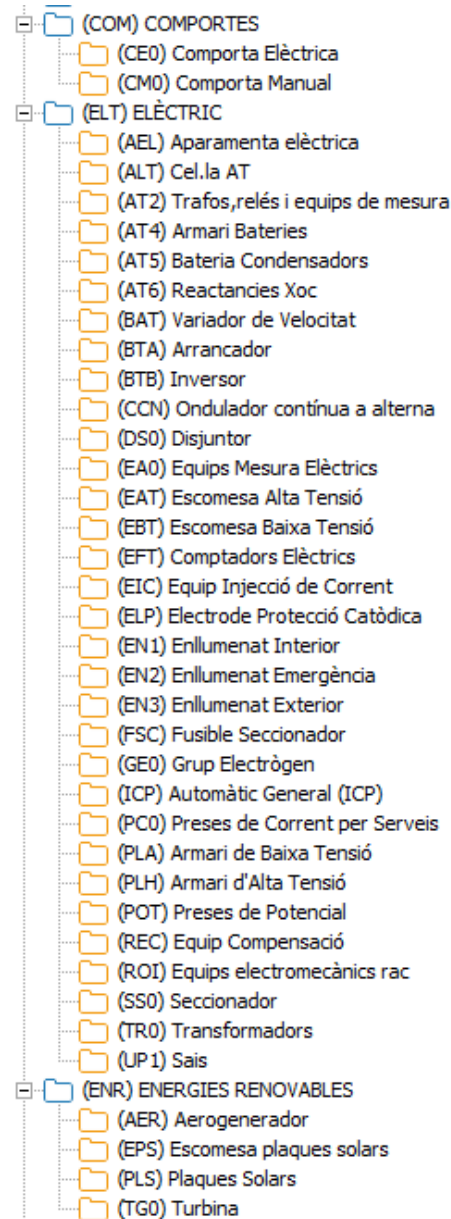 (COM) COMPORTES
(CE0) Comporta Elèctrica
(CM0) Comporta Manual
(ELT) ELÈCTRIC
(AEL) Aparamenta elèctrica
(ALT) Cel.la AT
(AT2) Trafos,relés i equips de mesura
(AT4) Armari Bateries
(AT5) Bateria Condensadors
(AT6) Reactancies Xoc
(BAT) Variador de Velocitat
(BTA) Arrancador
(BTB) Inversor
(CCN) Ondulador contínua a alterna
(DS0) Disjuntor
(EA0) Equips Mesura Elèctrics
(EAT) Escomesa Alta Tensió
(EBT) Escomesa Baixa Tensió
(EFT) Comptadors Elèctrics
(EIC) Equip Injecció de Corrent
(ELP) Electrode Protecció Catòdica
(EN1) Enllumenat Interior
(EN2) Enllumenat Emergència
(EN3) Enllumenat Exterior
(FSC) Fusible Seccionador
(GE0) Grup Electrògen
(ICP) Automàtic General (ICP)
(PC0) Preses de Corrent per Serveis
(PLA) Armari de Baixa Tensió
(PLH) Armari d'Alta Tensió
(POT) Preses de Potencial
(REC) Equip Compensació
(ROI) Equips electromecànics rac
(SS0) Seccionador
(TR0) Transformadors
(UP1) Sais
(ENR) ENERGIES RENOVABLES
(AER) Aerogenerador
(EPS) Escomesa plaques solars
(PLS) Plaques Solars
(TG0) Turbina